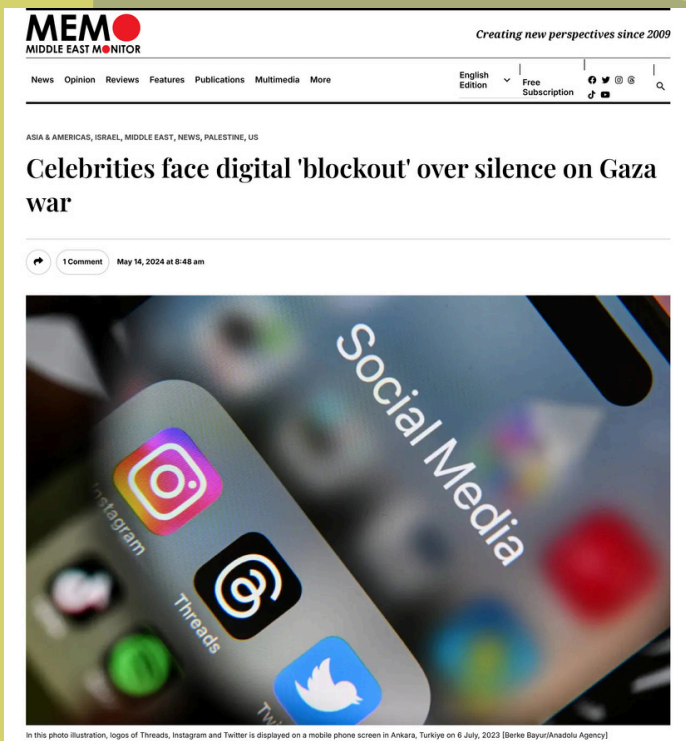 MEMO
MIDDLE EAST MONITOR
Creating new perspectives since 2009
News Opinion Reviews Features Publications Multimedia More
English Edition
Free Subscription
ASIA & AMERICAS, ISRAEL, MIDDLE EAST, NEWS, PALESTINE, US
Celebrities face digital 'blockout' over silence on Gaza
war
1 Comment May 14, 2024 at 8:48 am
Social Media
Instagram
Threads
In this photo illustration, logos of Threads, Instagram and Twitter is displayed on a mobile phone screen in Ankara, Turkiye on 6 July, 2023 [Berke Bayur/Anadolu Agency]